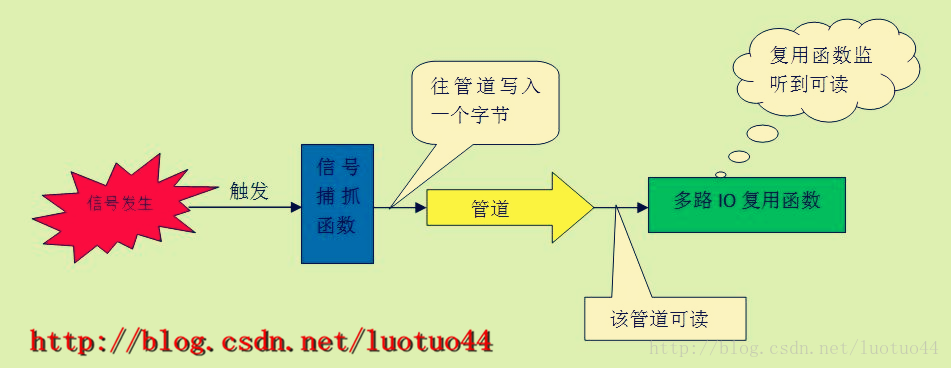 复用函数监
听到可读
往管道写入
一个字节
信号发生
触发
信号
捕抓
函数
管道
多路IO复用函数
该管道可读
http://blog.csdn.net/luotuo44
http://blog.csdn.net/luotuo44